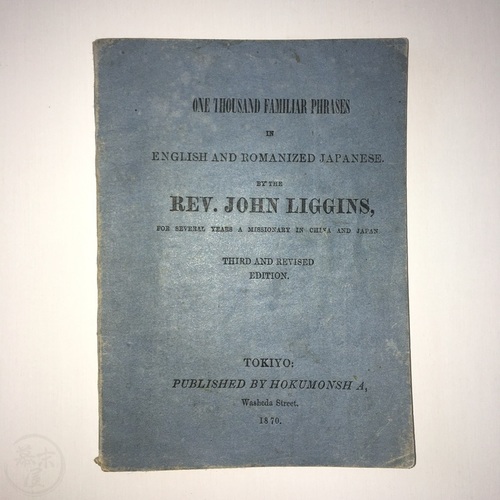 ONE THOUSAND FAMILIAR PHRASES
IN
ENGLISH AND ROMANIZED JAPANESE.
BY THE
REV. JOHN LIGGINS,
FOR SEVERAL YEARS A MISSIONARY IN CHINA AND JAPAN
THIRD AND REVISED
EDITION.
TOKIYO:
PUBLISHED BY HOKUMONSH A,
Waseda Street.
1870.